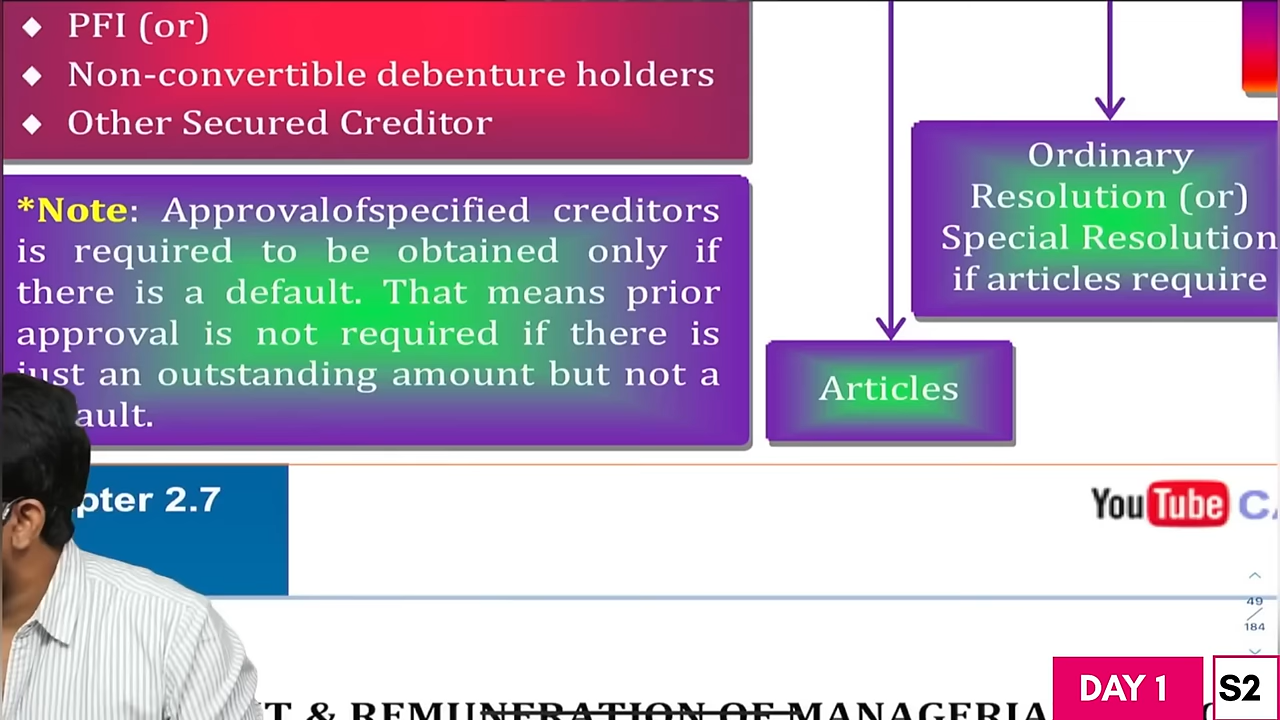 ◆ PFI (or)
◆ Non-convertible debenture holders
◆ Other Secured Creditor
*Note: Approvalofspecified creditors
is required to be obtained only if
there is a default. That means prior
approval is not required if there is
just an outstanding amount but not a
ault.
Ordinary
Resolution (or)
Special Resolution
if articles require
Articles
pter 2.7
YouTube
49
184
T & REMUNERATION OF MANAGERIA
DAY 1
S2